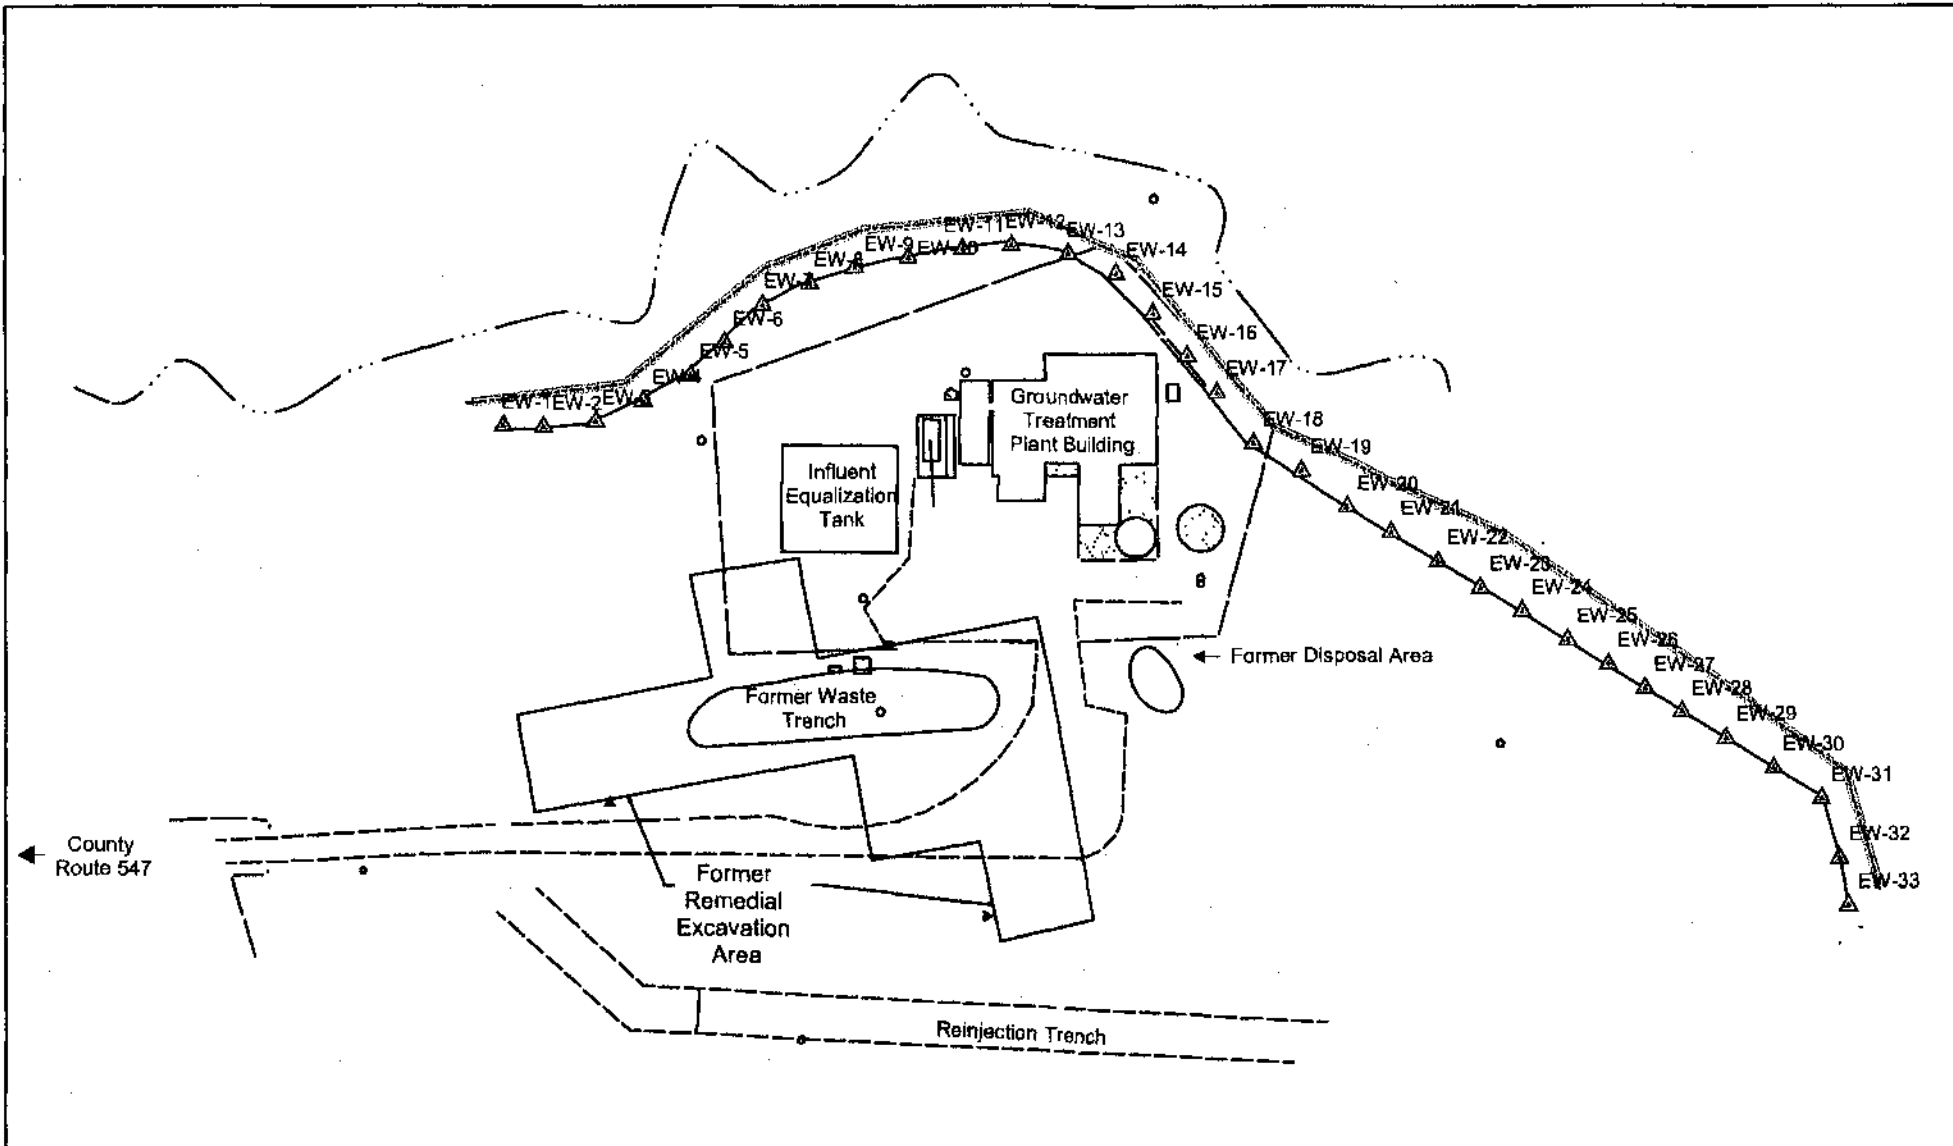 EW-1
EW-2
EW-3
EW-4
EW-5
EW-6
EW-7
EW-8
EW-9
EW-10
EW-11
EW-12
EW-13
EW-14
EW-15
EW-16
EW-17
EW-18
EW-19
EW-20
EW-21
EW-22
EW-23
EW-24
EW-25
EW-26
EW-27
EW-28
EW-29
EW-30
EW-31
EW-32
EW-33
Groundwater
Treatment
Plant Building
Influent
Equalization
Tank
Former Disposal Area
Former Waste
Trench
County
Route 547
Former
Remedial
Excavation
Area
Reinjection Trench